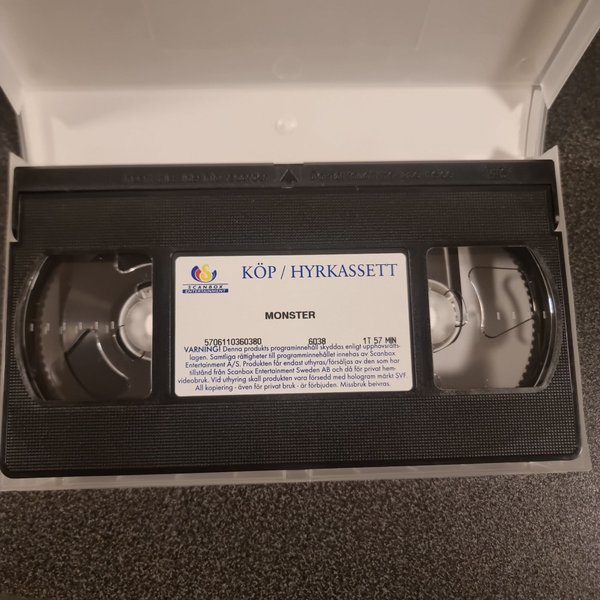 SCANBOX
ENTERTAINMENT
KÖP / HYRKASSETT
MONSTER
5706110360380 6038 1T 57 MIN
VARNING! Denna produkts programinnehåll skyddas enligt upphovsrätts-
lagen. Samtliga rättigheter till programinnehållet innehas av Scanbox
Entertainment A/S. Produkten får endast uthyras/försäljas av den som har
tillstånd från Scanbox Entertainment Sweden AB och då för privat hem-
videobruk. Vid uthyrning skall produkten vara försedd med hologram märkt SVF
All kopiering - även för privat bruk - är förbjuden. Missbruk beivras.